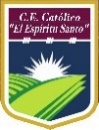 C.E. Católico
"El Espíritu Santo"